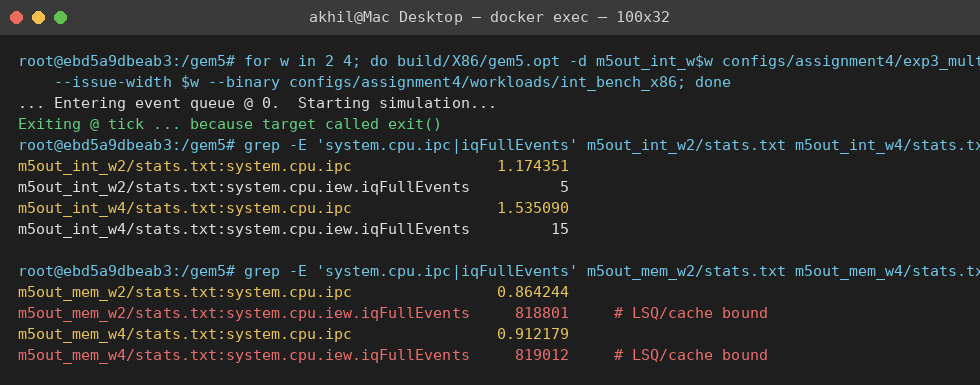 akhil@Mac Desktop — docker exec — 100x32
root@ebd5a9dbeab3:/gem5# for w in 2 4; do build/X86/gem5.opt -d m5out_int_w$w configs/assignment4/exp3_mult
--issue-width $w --binary configs/assignment4/workloads/int_bench_x86; done
... Entering event queue @ 0.  Starting simulation...
Exiting @ tick ... because target called exit()
root@ebd5a9dbeab3:/gem5# grep -E 'system.cpu.ipc|iqFullEvents' m5out_int_w2/stats.txt m5out_int_w4/stats.tx
m5out_int_w2/stats.txt:system.cpu.ipc                1.174351
m5out_int_w2/stats.txt:system.cpu.iew.iqFullEvents          5
m5out_int_w4/stats.txt:system.cpu.ipc                1.535090
m5out_int_w4/stats.txt:system.cpu.iew.iqFullEvents         15
root@ebd5a9dbeab3:/gem5# grep -E 'system.cpu.ipc|iqFullEvents' m5out_mem_w2/stats.txt m5out_mem_w4/stats.tx
m5out_mem_w2/stats.txt:system.cpu.ipc                0.864244
m5out_mem_w2/stats.txt:system.cpu.iew.iqFullEvents     818801     # LSQ/cache bound
m5out_mem_w4/stats.txt:system.cpu.ipc                0.912179
m5out_mem_w4/stats.txt:system.cpu.iew.iqFullEvents     819012     # LSQ/cache bound